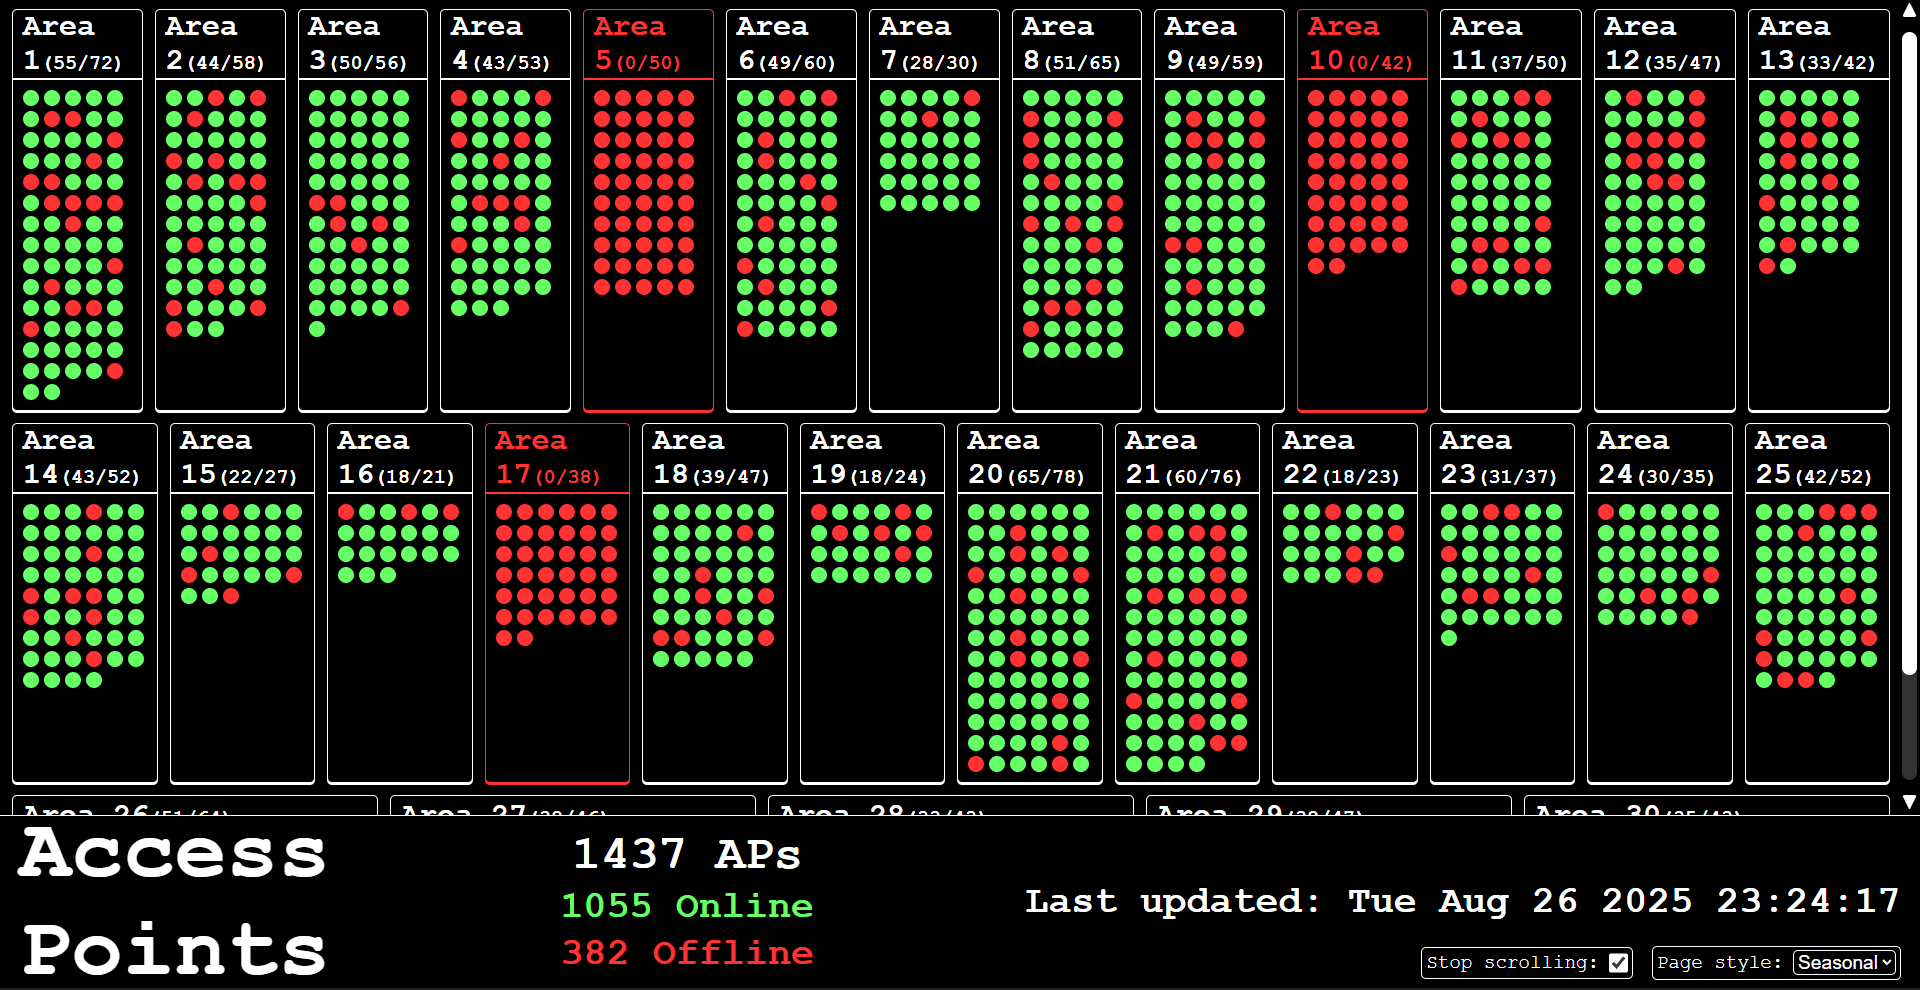 Area
1(55/72)
Area
2(44/58)
Area
3(50/56)
Area
4(43/53)
Area
5(0/50)
Area
6(49/60)
Area
7(28/30)
Area
8(51/65)
Area
9(49/59)
Area
10(0/42)
Area
11(37/50)
Area
12(35/47)
Area
13(33/42)
Area
14(43/52)
Area
15(22/27)
Area
16(18/21)
Area
17(0/38)
Area
18(39/47)
Area
19(18/24)
Area
20(65/78)
Area
21(60/76)
Area
22(18/23)
Area
23(31/37)
Area
24(30/35)
Area
25(42/52)
Area 26
Area 27
Area 28
Area 29
Area 30
Access
Points
1437 APs
1055 Online
382 Offline
Last updated: Tue Aug 26 2025 23:24:17
Stop scrolling:
Page style: Seasonal